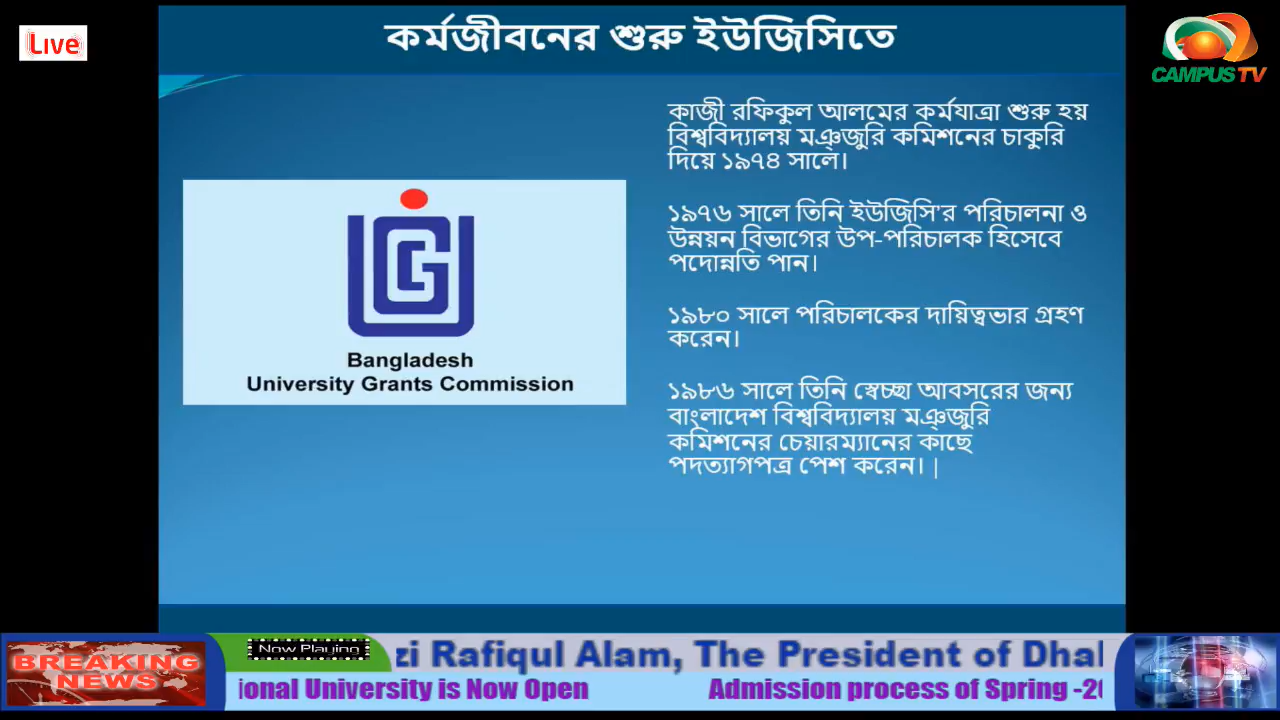 Live
কর্মজীবনের শুরু ইউজিসিতে
CAMPUS TV
কাজী রফিকুল আলমের কর্মযাত্রা শুরু হয়
বিশ্ববিদ্যালয় মঞ্জুরি কমিশনের চাকুরি
দিয়ে ১৯৭৪ সালে।
১৯৭৬ সালে তিনি ইউজিসি'র পরিচালনা ও
উন্নয়ন বিভাগের উপ-পরিচালক হিসেবে
পদোন্নতি পান।
১৯৮০ সালে পরিচালকের দায়িত্বভার গ্রহণ
করেন।
১৯৮৬ সালে তিনি স্বেচ্ছা আবসরের জন্য
বাংলাদেশ বিশ্ববিদ্যালয় মঞ্জুরি
কমিশনের চেয়ারম্যানের কাছে
পদত্যাগপত্র পেশ করেন। |
UGC
Bangladesh
University Grants Commission
BREAKING
NEWS
Now Playing
zi Rafiqul Alam, The President of Dhal
ional University is Now Open Admission process of Spring -20